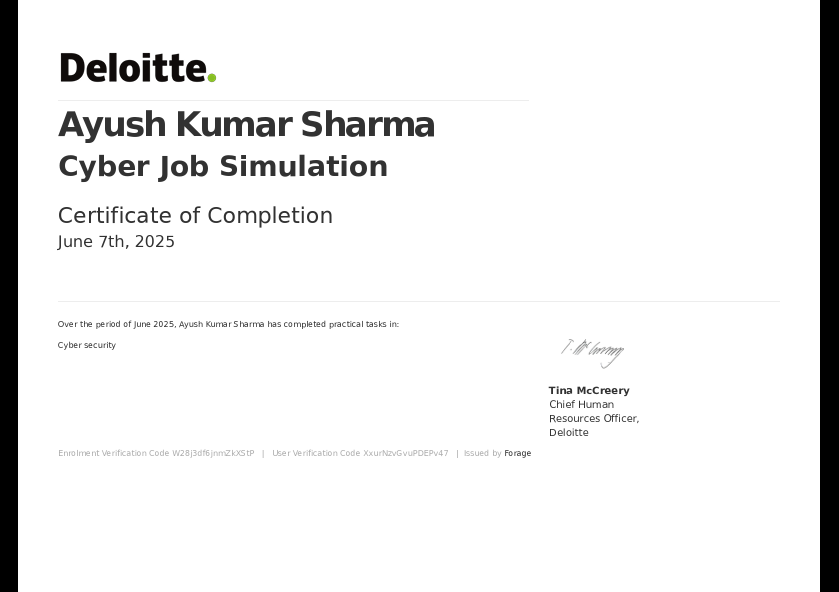 Deloitte.
Ayush Kumar Sharma
Cyber Job Simulation
Certificate of Completion
June 7th, 2025
Over the period of June 2025, Ayush Kumar Sharma has completed practical tasks in:
Cyber security
T. McCreery
Tina McCreery
Chief Human
Resources Officer,
Deloitte
Enrolment Verification Code W28j3df6jnmZkXStP | User Verification Code XxurNzvGvuPDEPv47 | Issued by Forage